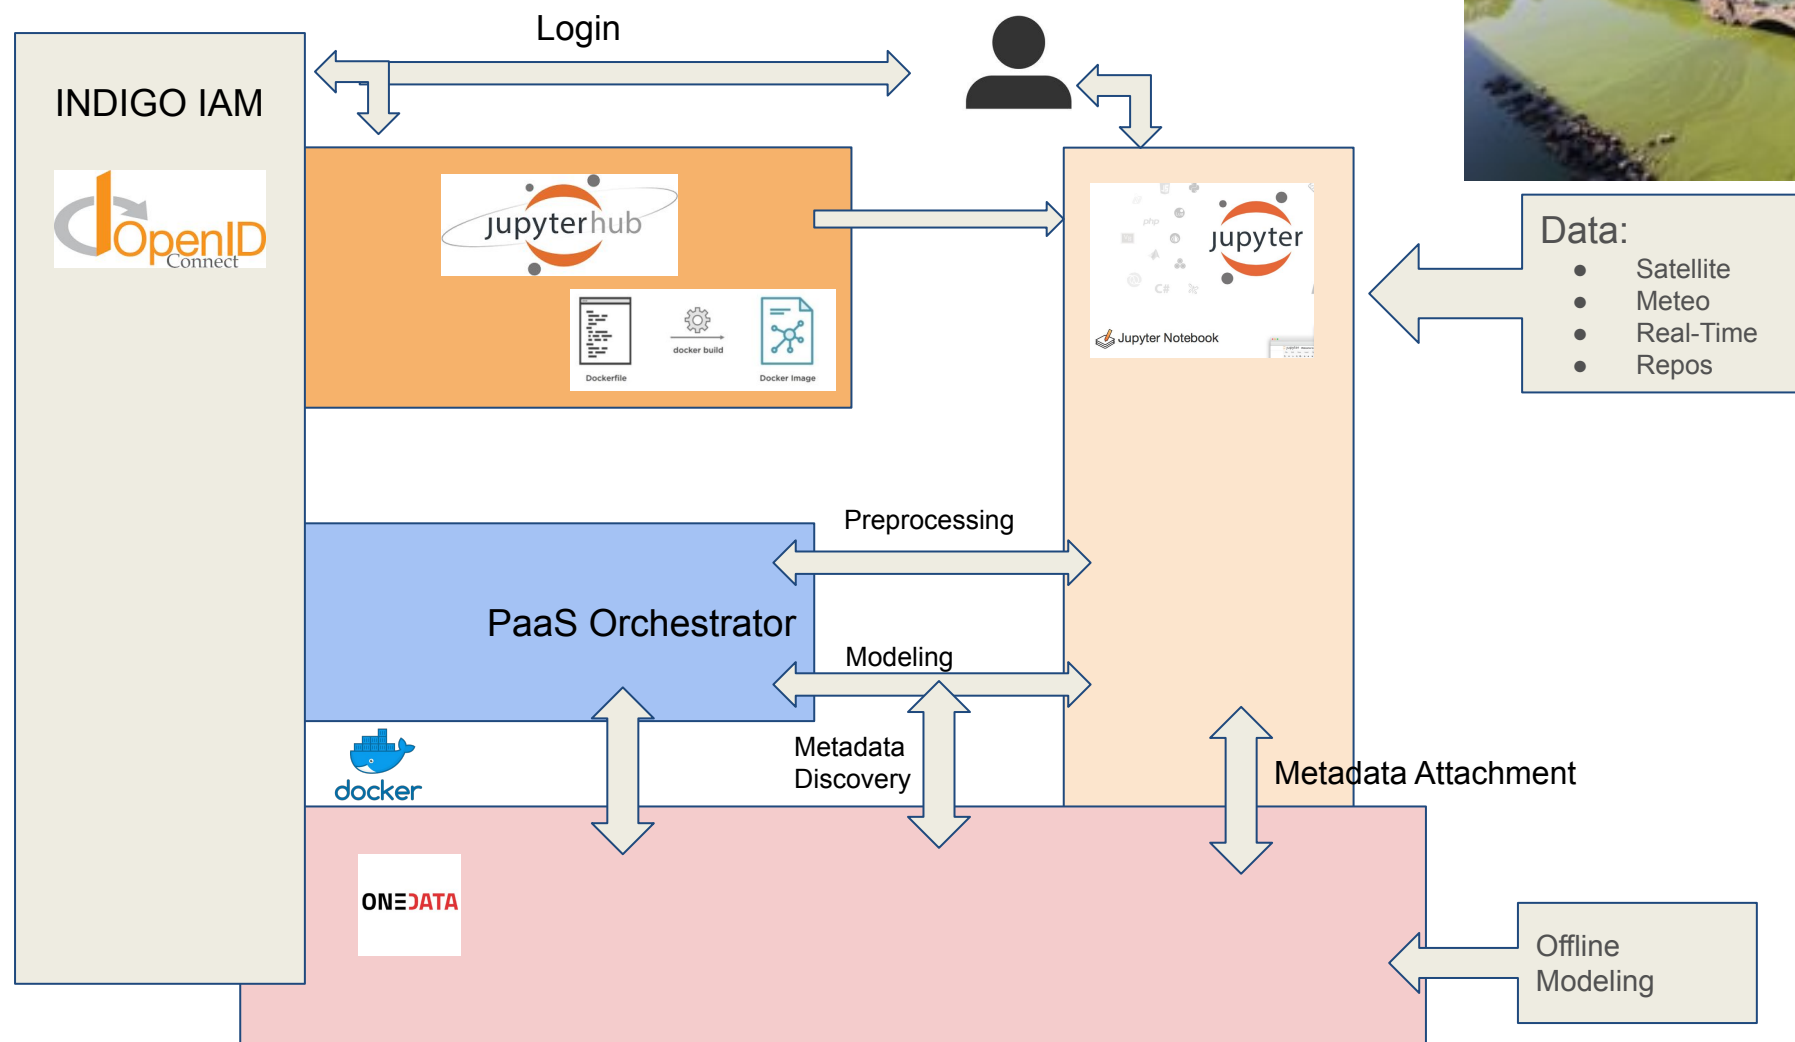 Login
INDIGO IAM
OpenID
Connect
jupyterhub
docker build
Dockerfile
Docker Image
php
C#
jupyter
Jupyter Notebook
Data:
● Satellite
● Meteo
● Real-Time
● Repos
Preprocessing
PaaS Orchestrator
Modeling
Metadata
Discovery
docker
Metadata Attachment
ONEDATA
Offline
Modeling